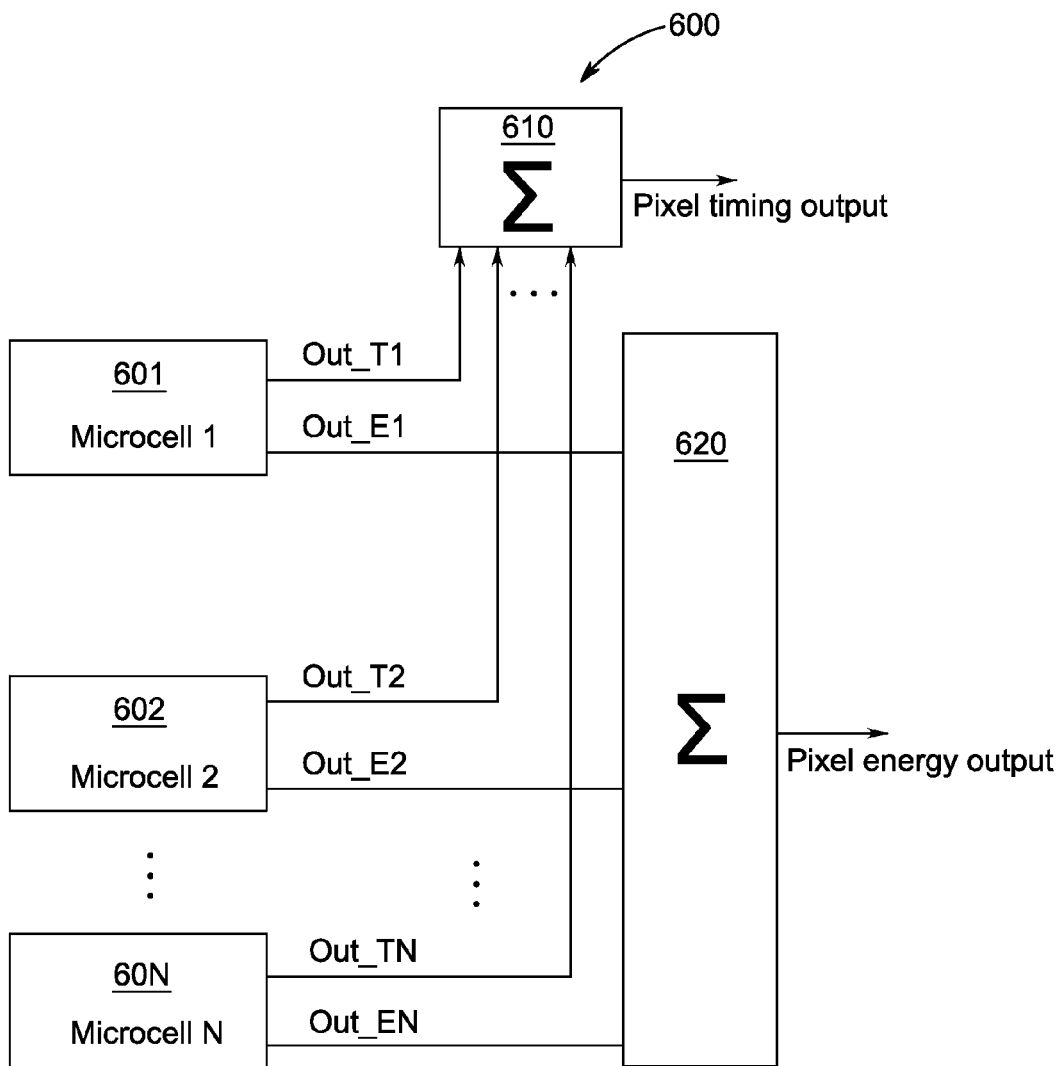 600
610
Σ
Pixel timing output
. . .
601
Microcell 1
Out_T1
Out_E1
620
602
Microcell 2
Out_T2
Out_E2
Σ
Pixel energy output
60N
Microcell N
Out_TN
Out_EN